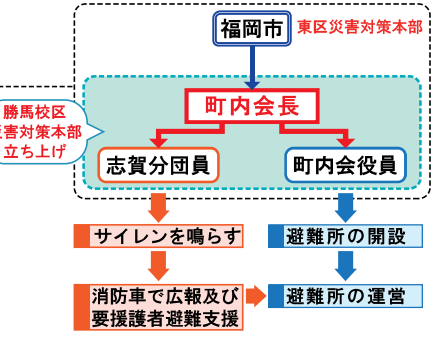 福岡市
東区災害対策本部
町内会長
勝馬校区
災害対策本部
立ち上げ
志賀分団員
町内会役員
サイレンを鳴らす
避難所の開設
消防車で広報及び
要援護者避難支援
避難所の運営